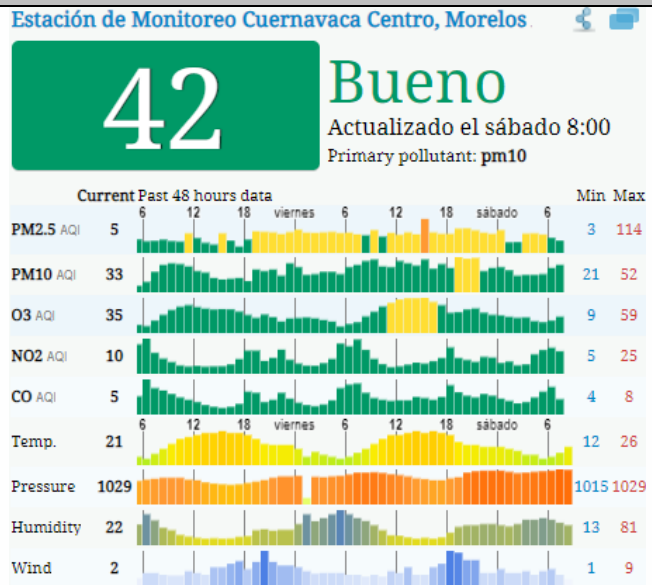 Estación de Monitoreo Cuernavaca Centro, Morelos
42
Bueno
Actualizado el sábado 8:00
Primary pollutant: pm10
Current Past 48 hours data Min Max
6 12 18 viernes 6 12 18 sábado 6
PM2.5 AQI 5 3 114
PM10 AQI 33 21 52
O3 AQI 35 9 59
NO2 AQI 10 5 25
CO AQI 5 4 8
6 12 18 viernes 6 12 18 sábado 6
Temp. 21 12 26
Pressure 1029 1015 1029
Humidity 22 13 81
Wind 2 1 9